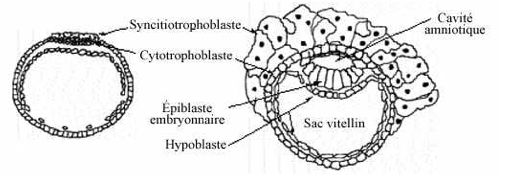 Syncitiotrophoblaste
Cavité
amniotique
Cytotrophoblaste
Épiblaste
embryonnaire
Sac vitellin
Hypoblaste